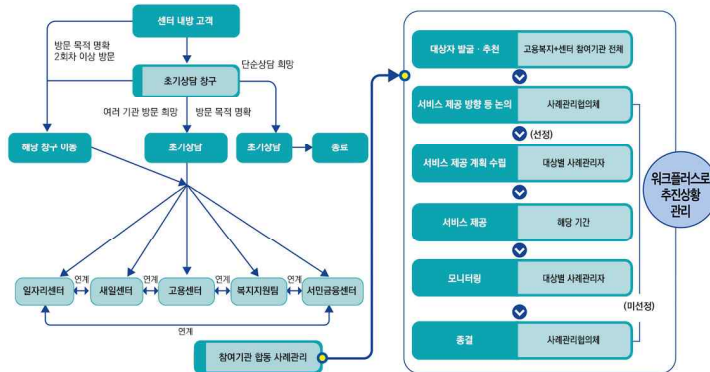 센터 내방 고객
방문 목적 명확
2회차 이상 방문
초기상담 창구
단순상담 희망
여러 기관 방문 희망
방문 목적 명확
해당 창구 이동
초기상담
초기상담
종료
일자리센터
연계
새일센터
연계
고용센터
연계
복지지원팀
연계
서민금융센터
연계
참여기관 합동 사례관리
대상자 발굴·추천
고용복지+센터 참여기관 전체
서비스 제공 방향 등 논의
사례관리협의체
(선정)
서비스 제공 계획 수립
대상별 사례관리자
서비스 제공
해당 기간
모니터링
대상별 사례관리자
(미선정)
종결
사례관리협의체
워크플러스로
추진상황
관리